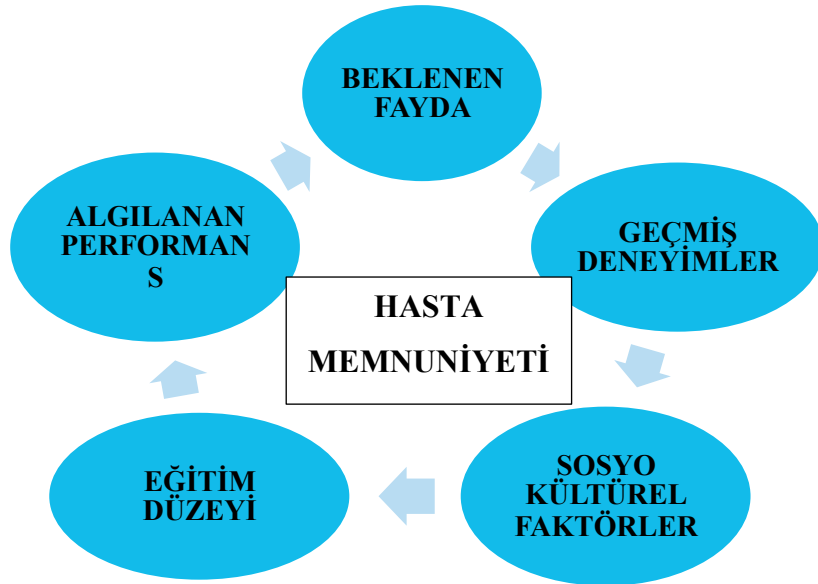 BEKLENEN
FAYDA
GEÇMİŞ
DENEYİMLER
SOSYO
KÜLTÜREL
FAKTÖRLER
EĞİTİM
DÜZEYİ
ALGILANAN
PERFORMAN
S
HASTA
MEMNUNİYETİ